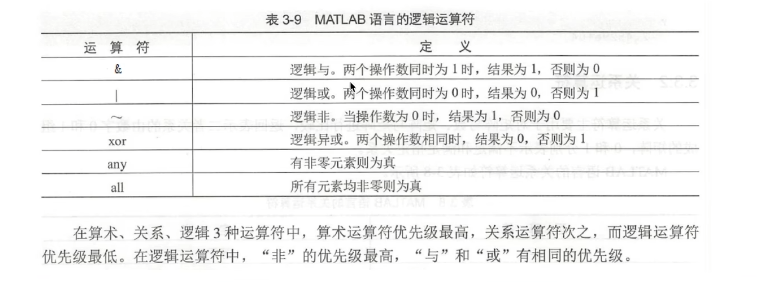 表 3-9 MATLAB 语言的逻辑运算符
运 算 符 定 义
& 逻辑与。两个操作数同时为 1 时，结果为 1，否则为 0
| 逻辑或。两个操作数同时为 0 时，结果为 0，否则为 1
～ 逻辑非。当操作数为 0 时，结果为 1，否则为 0
xor 逻辑异或。两个操作数相同时，结果为 0，否则为 1
any 有非零元素则为真
all 所有元素均非零则为真
在算术、关系、逻辑 3 种运算符中，算术运算符优先级最高，关系运算符次之，而逻辑运算符
优先级最低。在逻辑运算符中，“非”的优先级最高，“与”和“或”有相同的优先级。